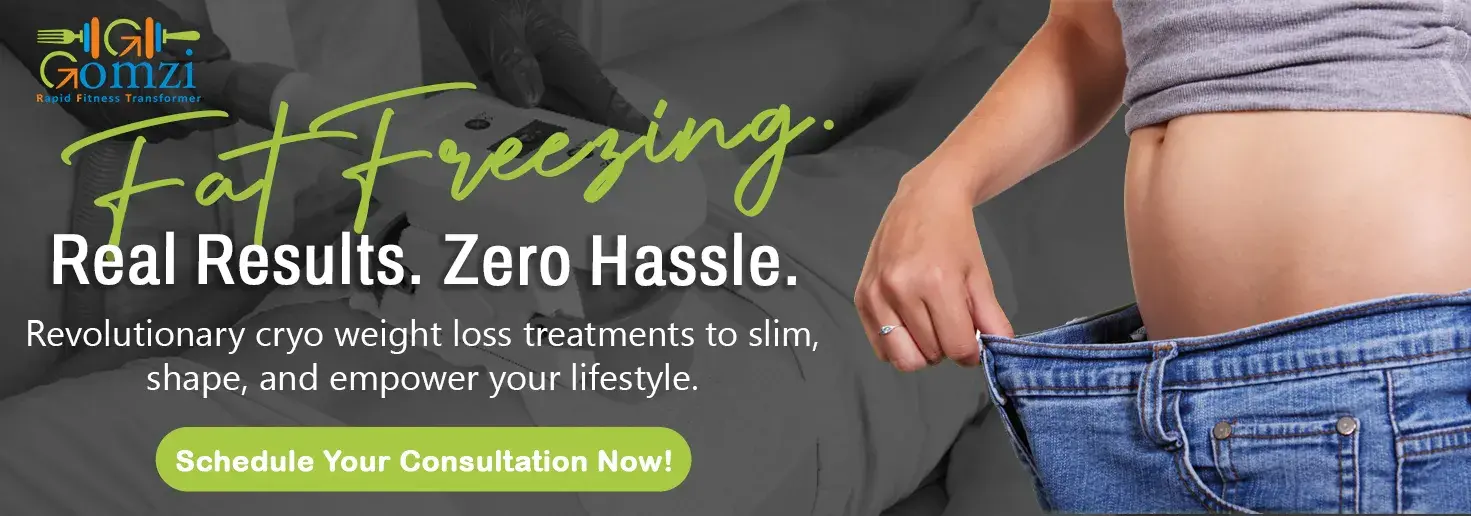 Gomzi
Rapid Fitness Transformer
Fat Freezing.
Real Results. Zero Hassle.
Revolutionary cryo weight loss treatments to slim,
shape, and empower your lifestyle.
Schedule Your Consultation Now!